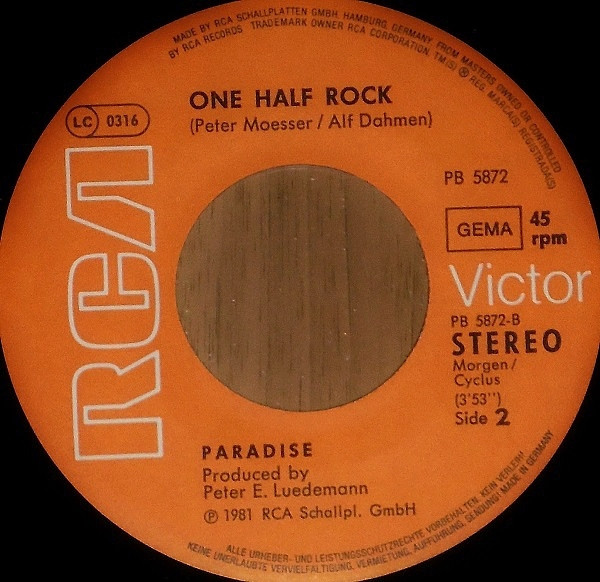 MADE BY RCA SCHALLPLATTEN GMBH, HAMBURG, GERMANY, FROM MASTERS OWNED OR CONTROLLED
BY RCA RECORDS TRADEMARK OWNER RCA CORPORATION. TM(S) ® REG. MARCA(S) REGISTRADA(S)
ONE HALF ROCK
(Peter Moesser / Alf Dahmen)
LC 0316
RCA
PB 5872
GEMA
45
rpm
Victor
PB 5872-B
STEREO
Morgen /
Cyclus
(3'53'')
Side 2
PARADISE
Produced by
Peter E. Luedemann
℗ 1981 RCA Schallpl. GmbH
ALLE URHEBER- UND LEISTUNGSSCHUTZRECHTE VORBEHALTEN. KEIN VERLEIH!
KEINE UNERLAUBTE VERVIELFÄLTIGUNG, VERMIETUNG, AUFFÜHRUNG, SENDUNG! MADE IN GERMANY